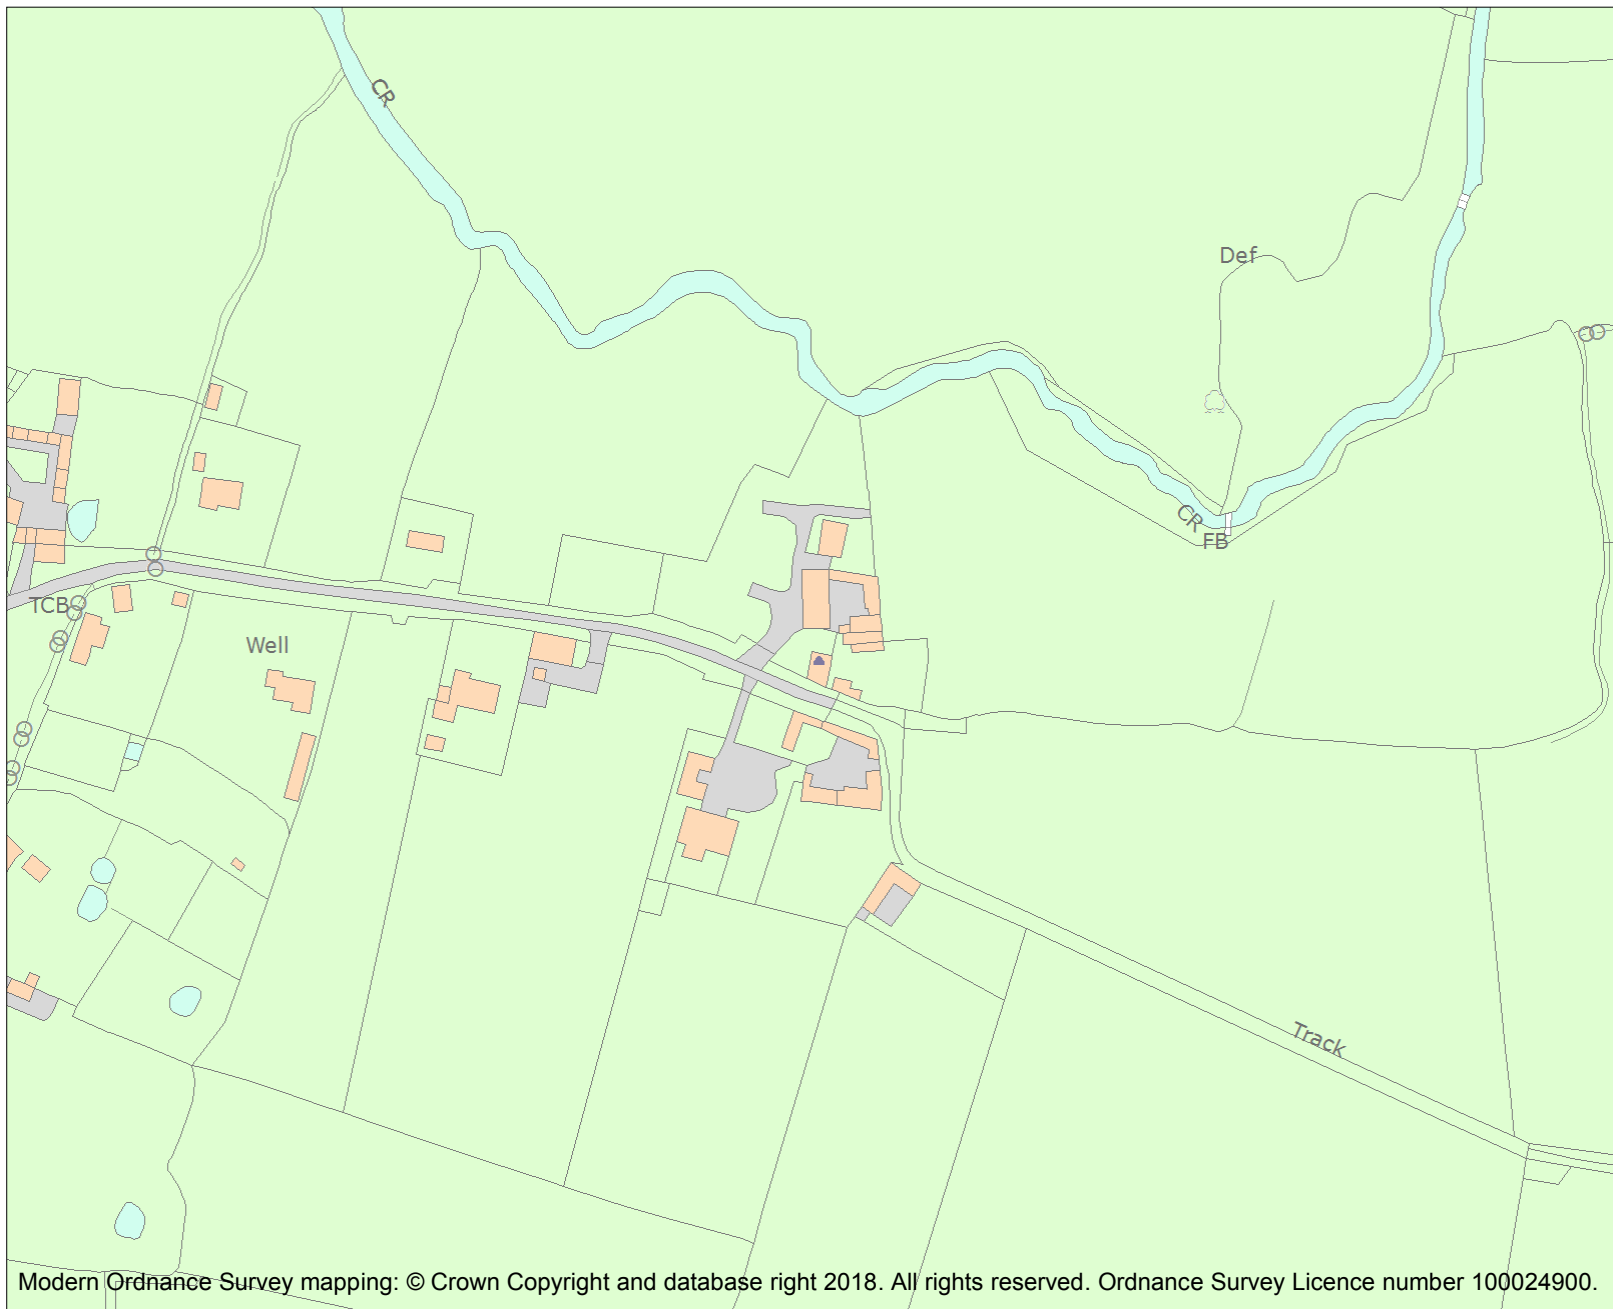 CR
Def
CR
FB
TCB
Well
Track
Modern Ordnance Survey mapping: © Crown Copyright and database right 2018. All rights reserved. Ordnance Survey Licence number 100024900.